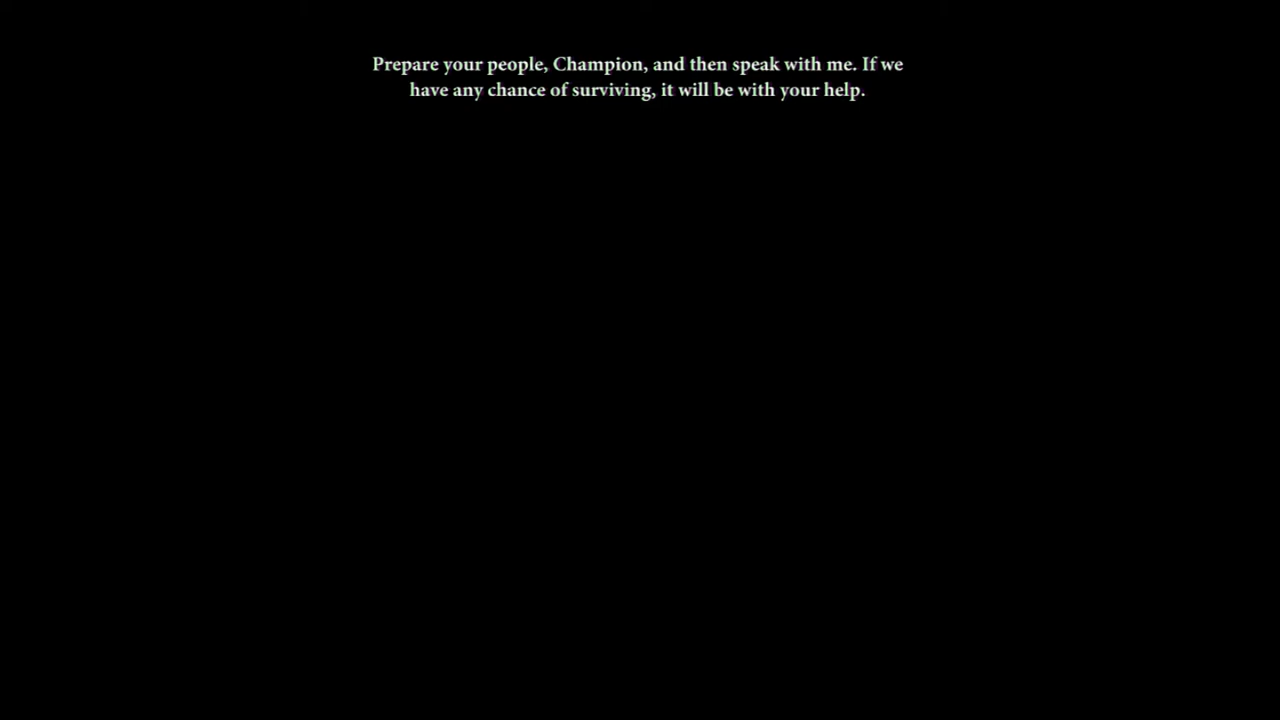 Prepare your people, Champion, and then speak with me. If we
have any chance of surviving, it will be with your help.